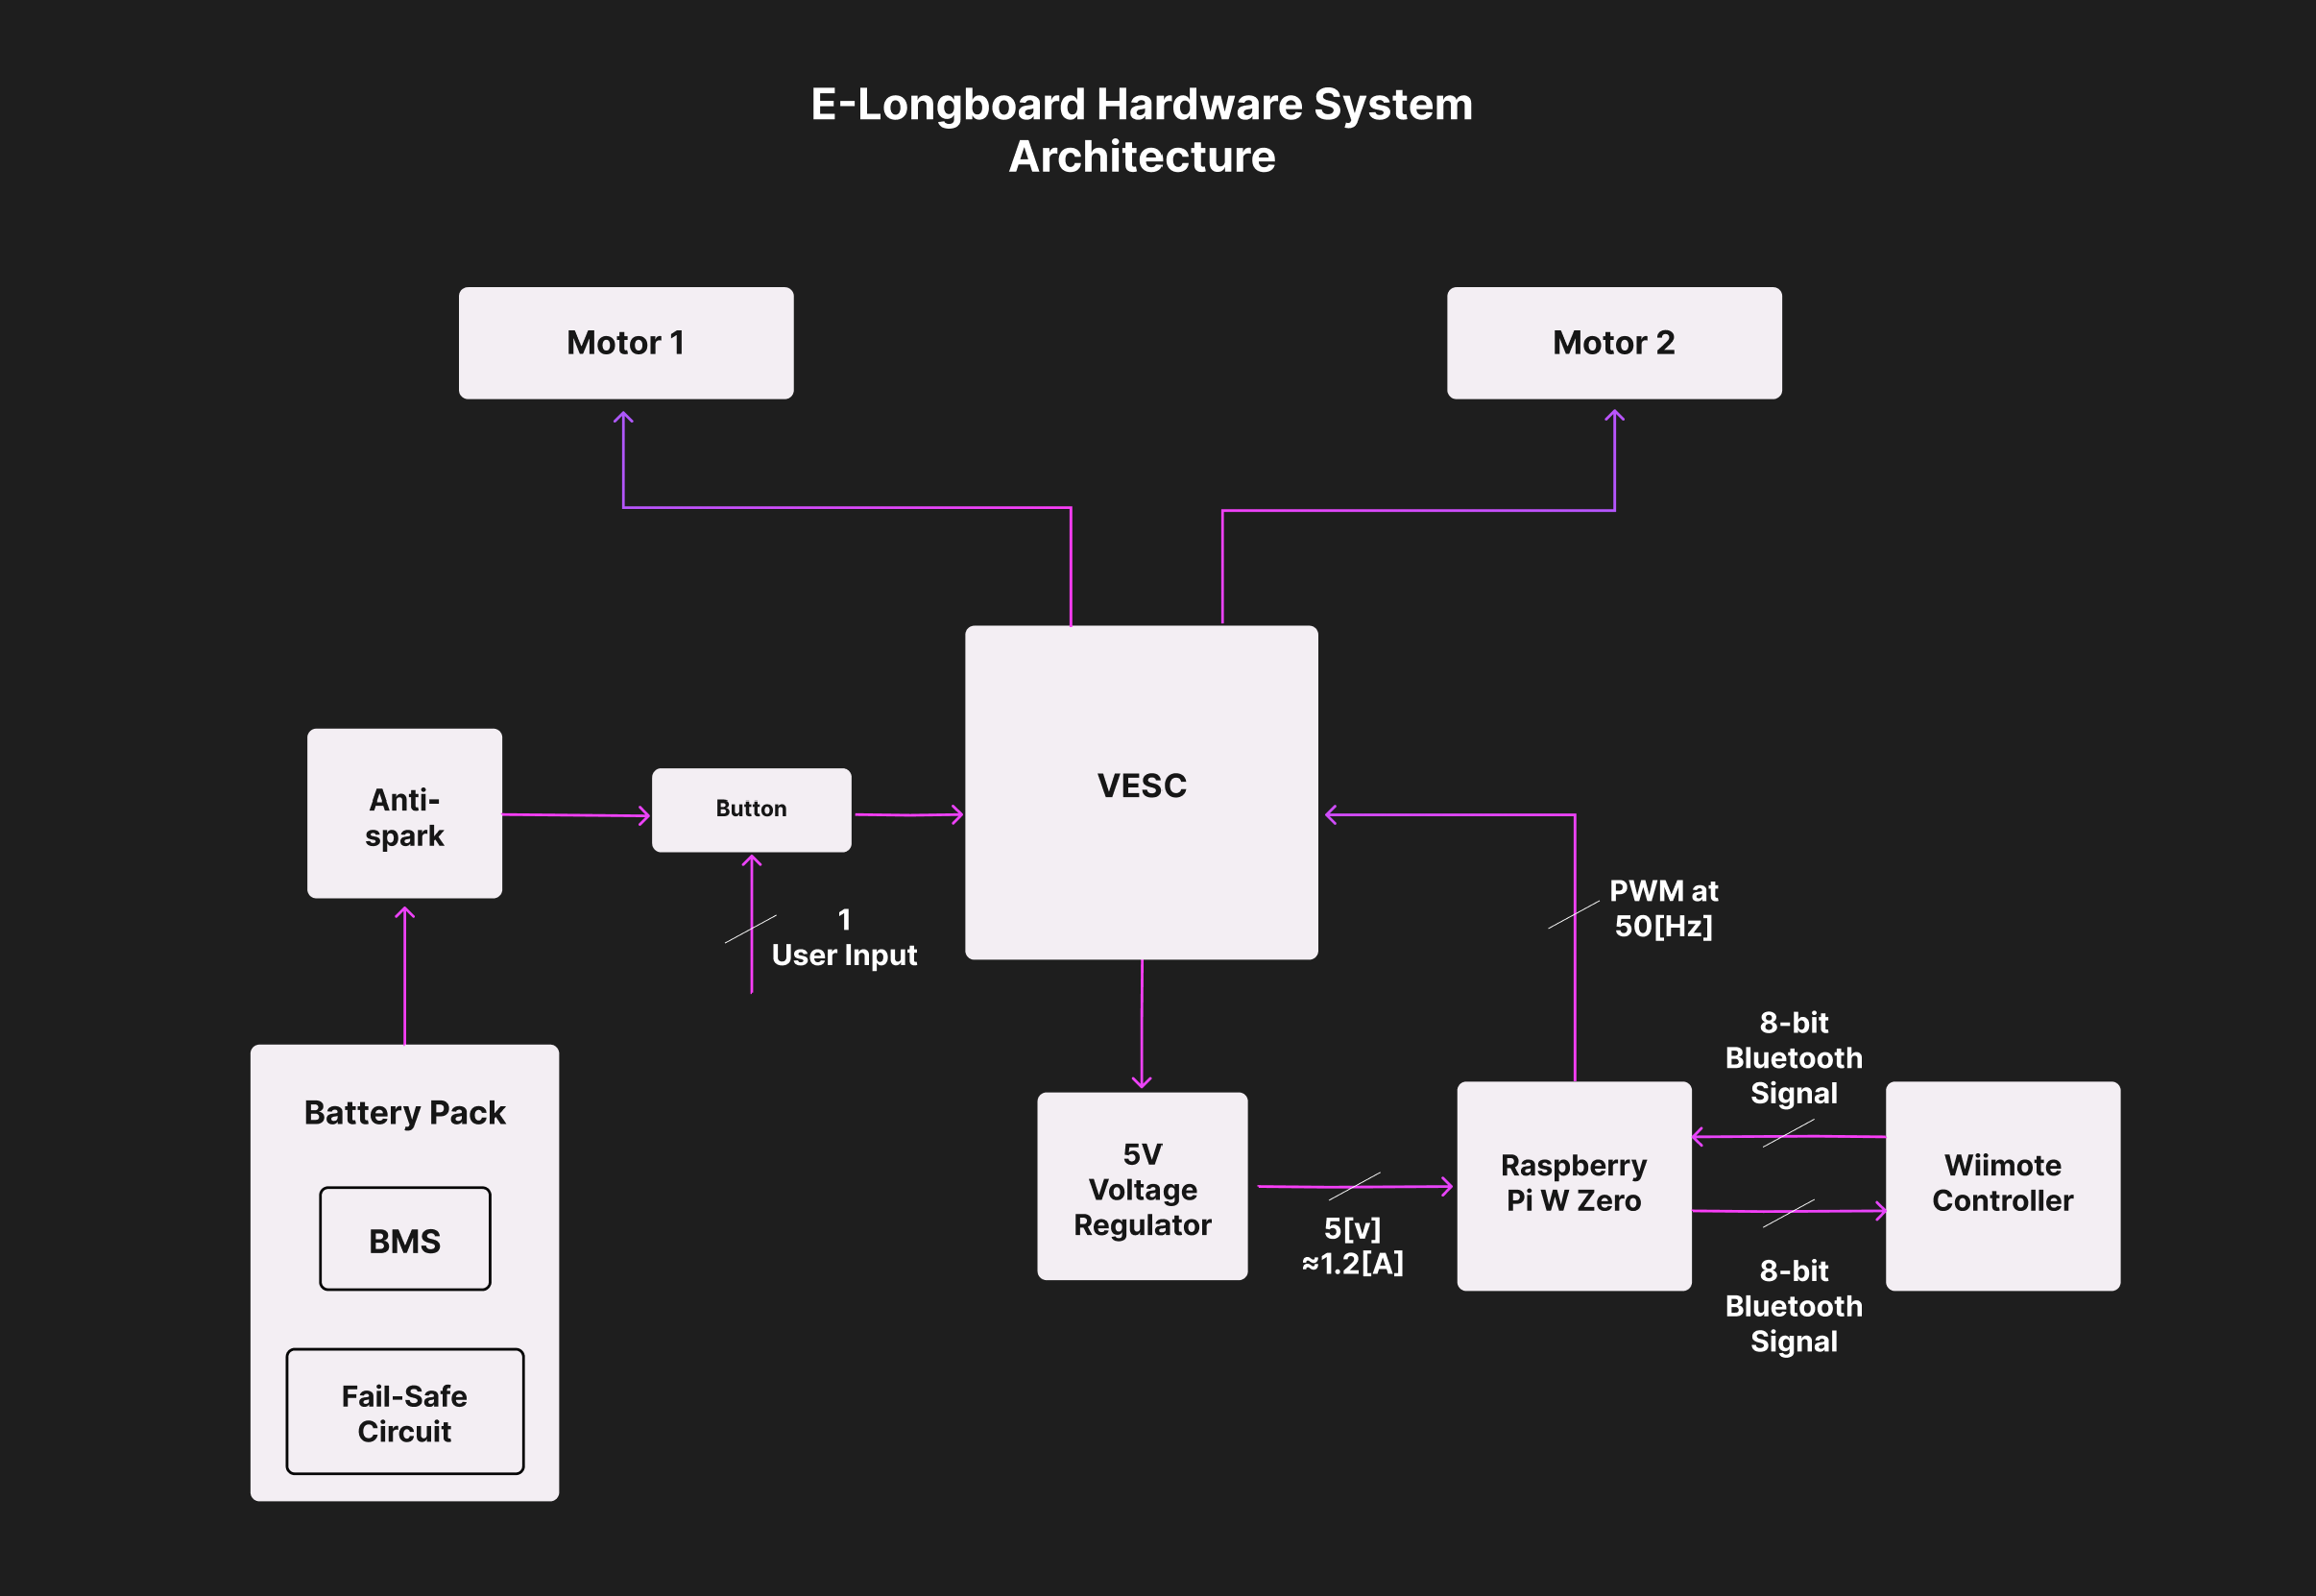 E-Longboard Hardware System
Architecture
Motor 1
Motor 2
VESC
Anti-
spark
Button
1
User Input
PWM at
50[Hz]
8-bit
Bluetooth
Signal
Battery Pack
BMS
Fail-Safe
Circuit
5V
Voltage
Regulator
5[v]
≈1.2[A]
Raspberry
Pi W Zero
Wiimote
Controller
8-bit
Bluetooth
Signal